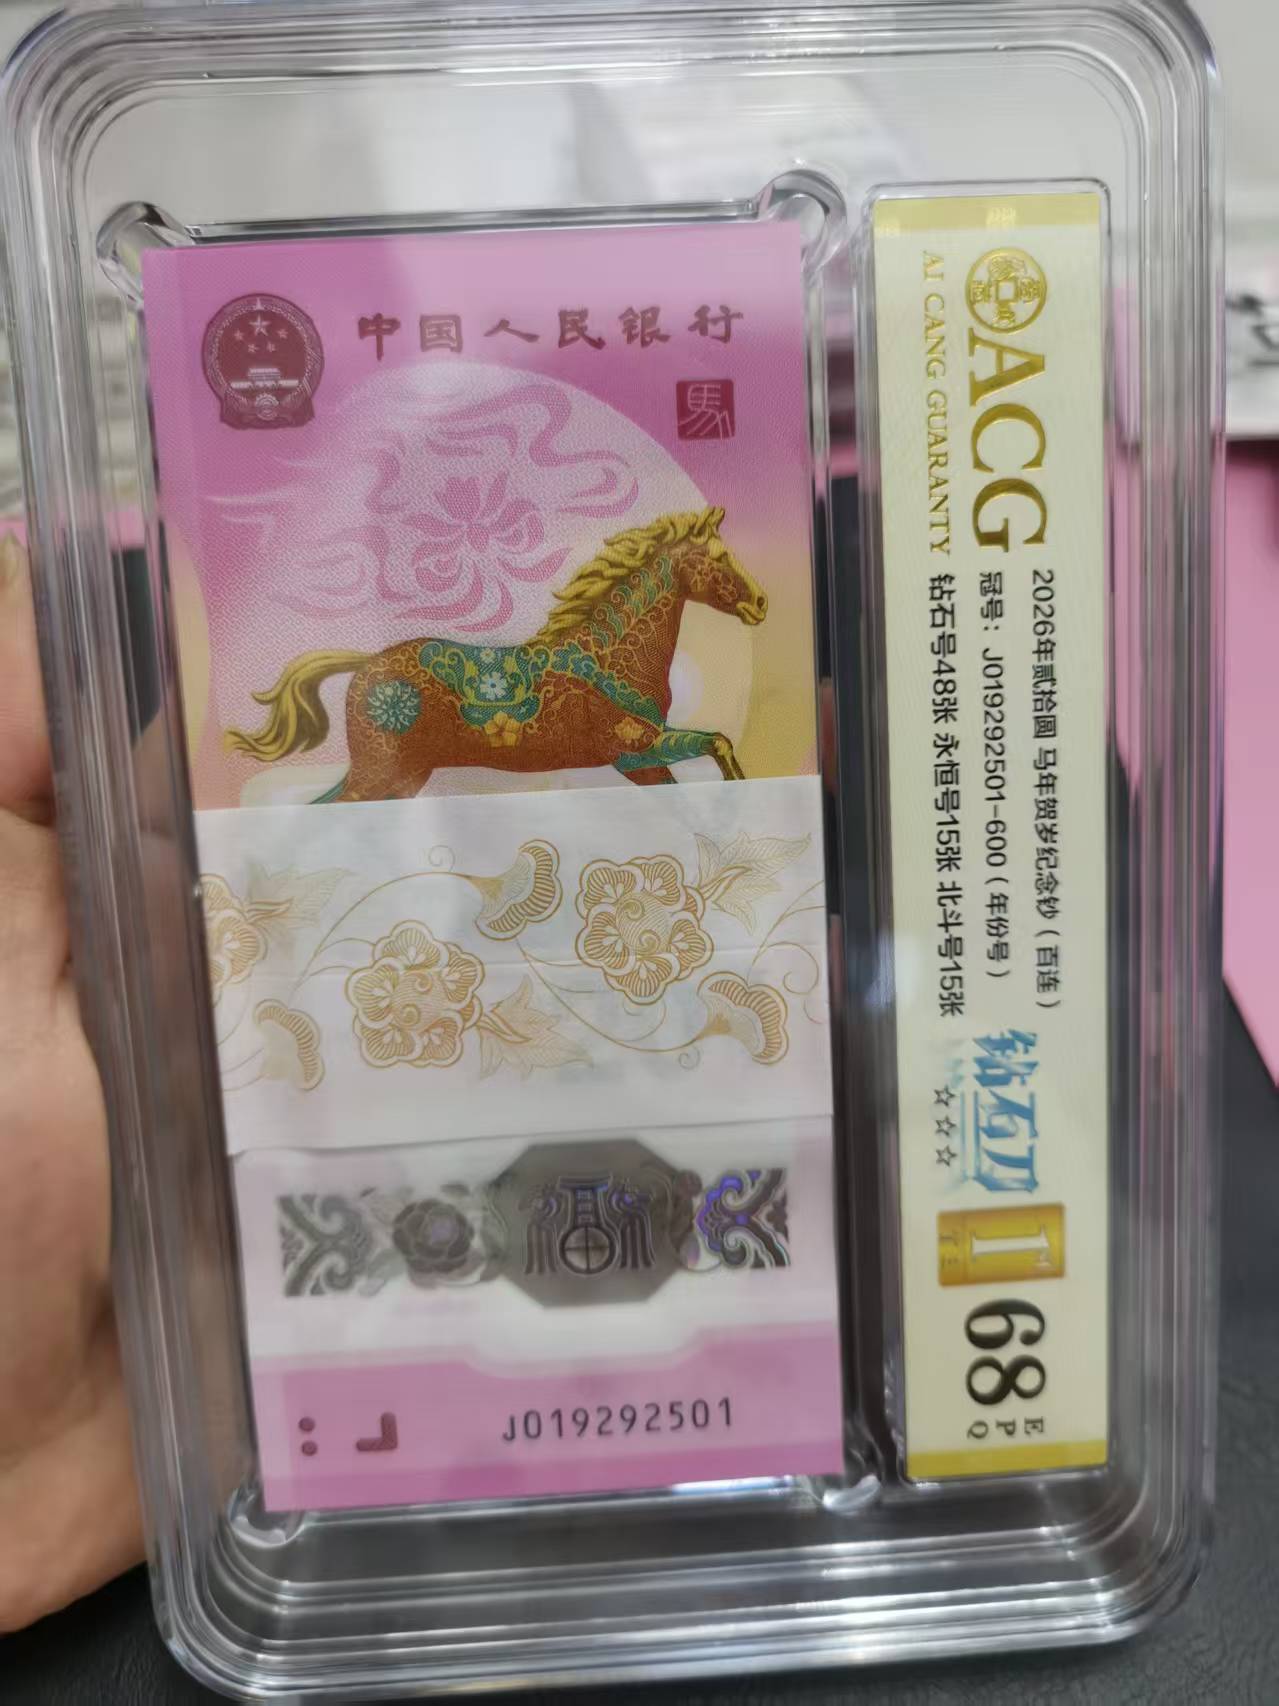 中国人民银行
馬
J019292501
ACG
AI CANG GUARANTY
2026年贰拾圆 马年贺岁纪念钞（百连）
冠号：J019292501-600（年份号）
钻石号48张 永恒号15张 北斗号15张
钻石刀
☆☆☆
68
EPQ